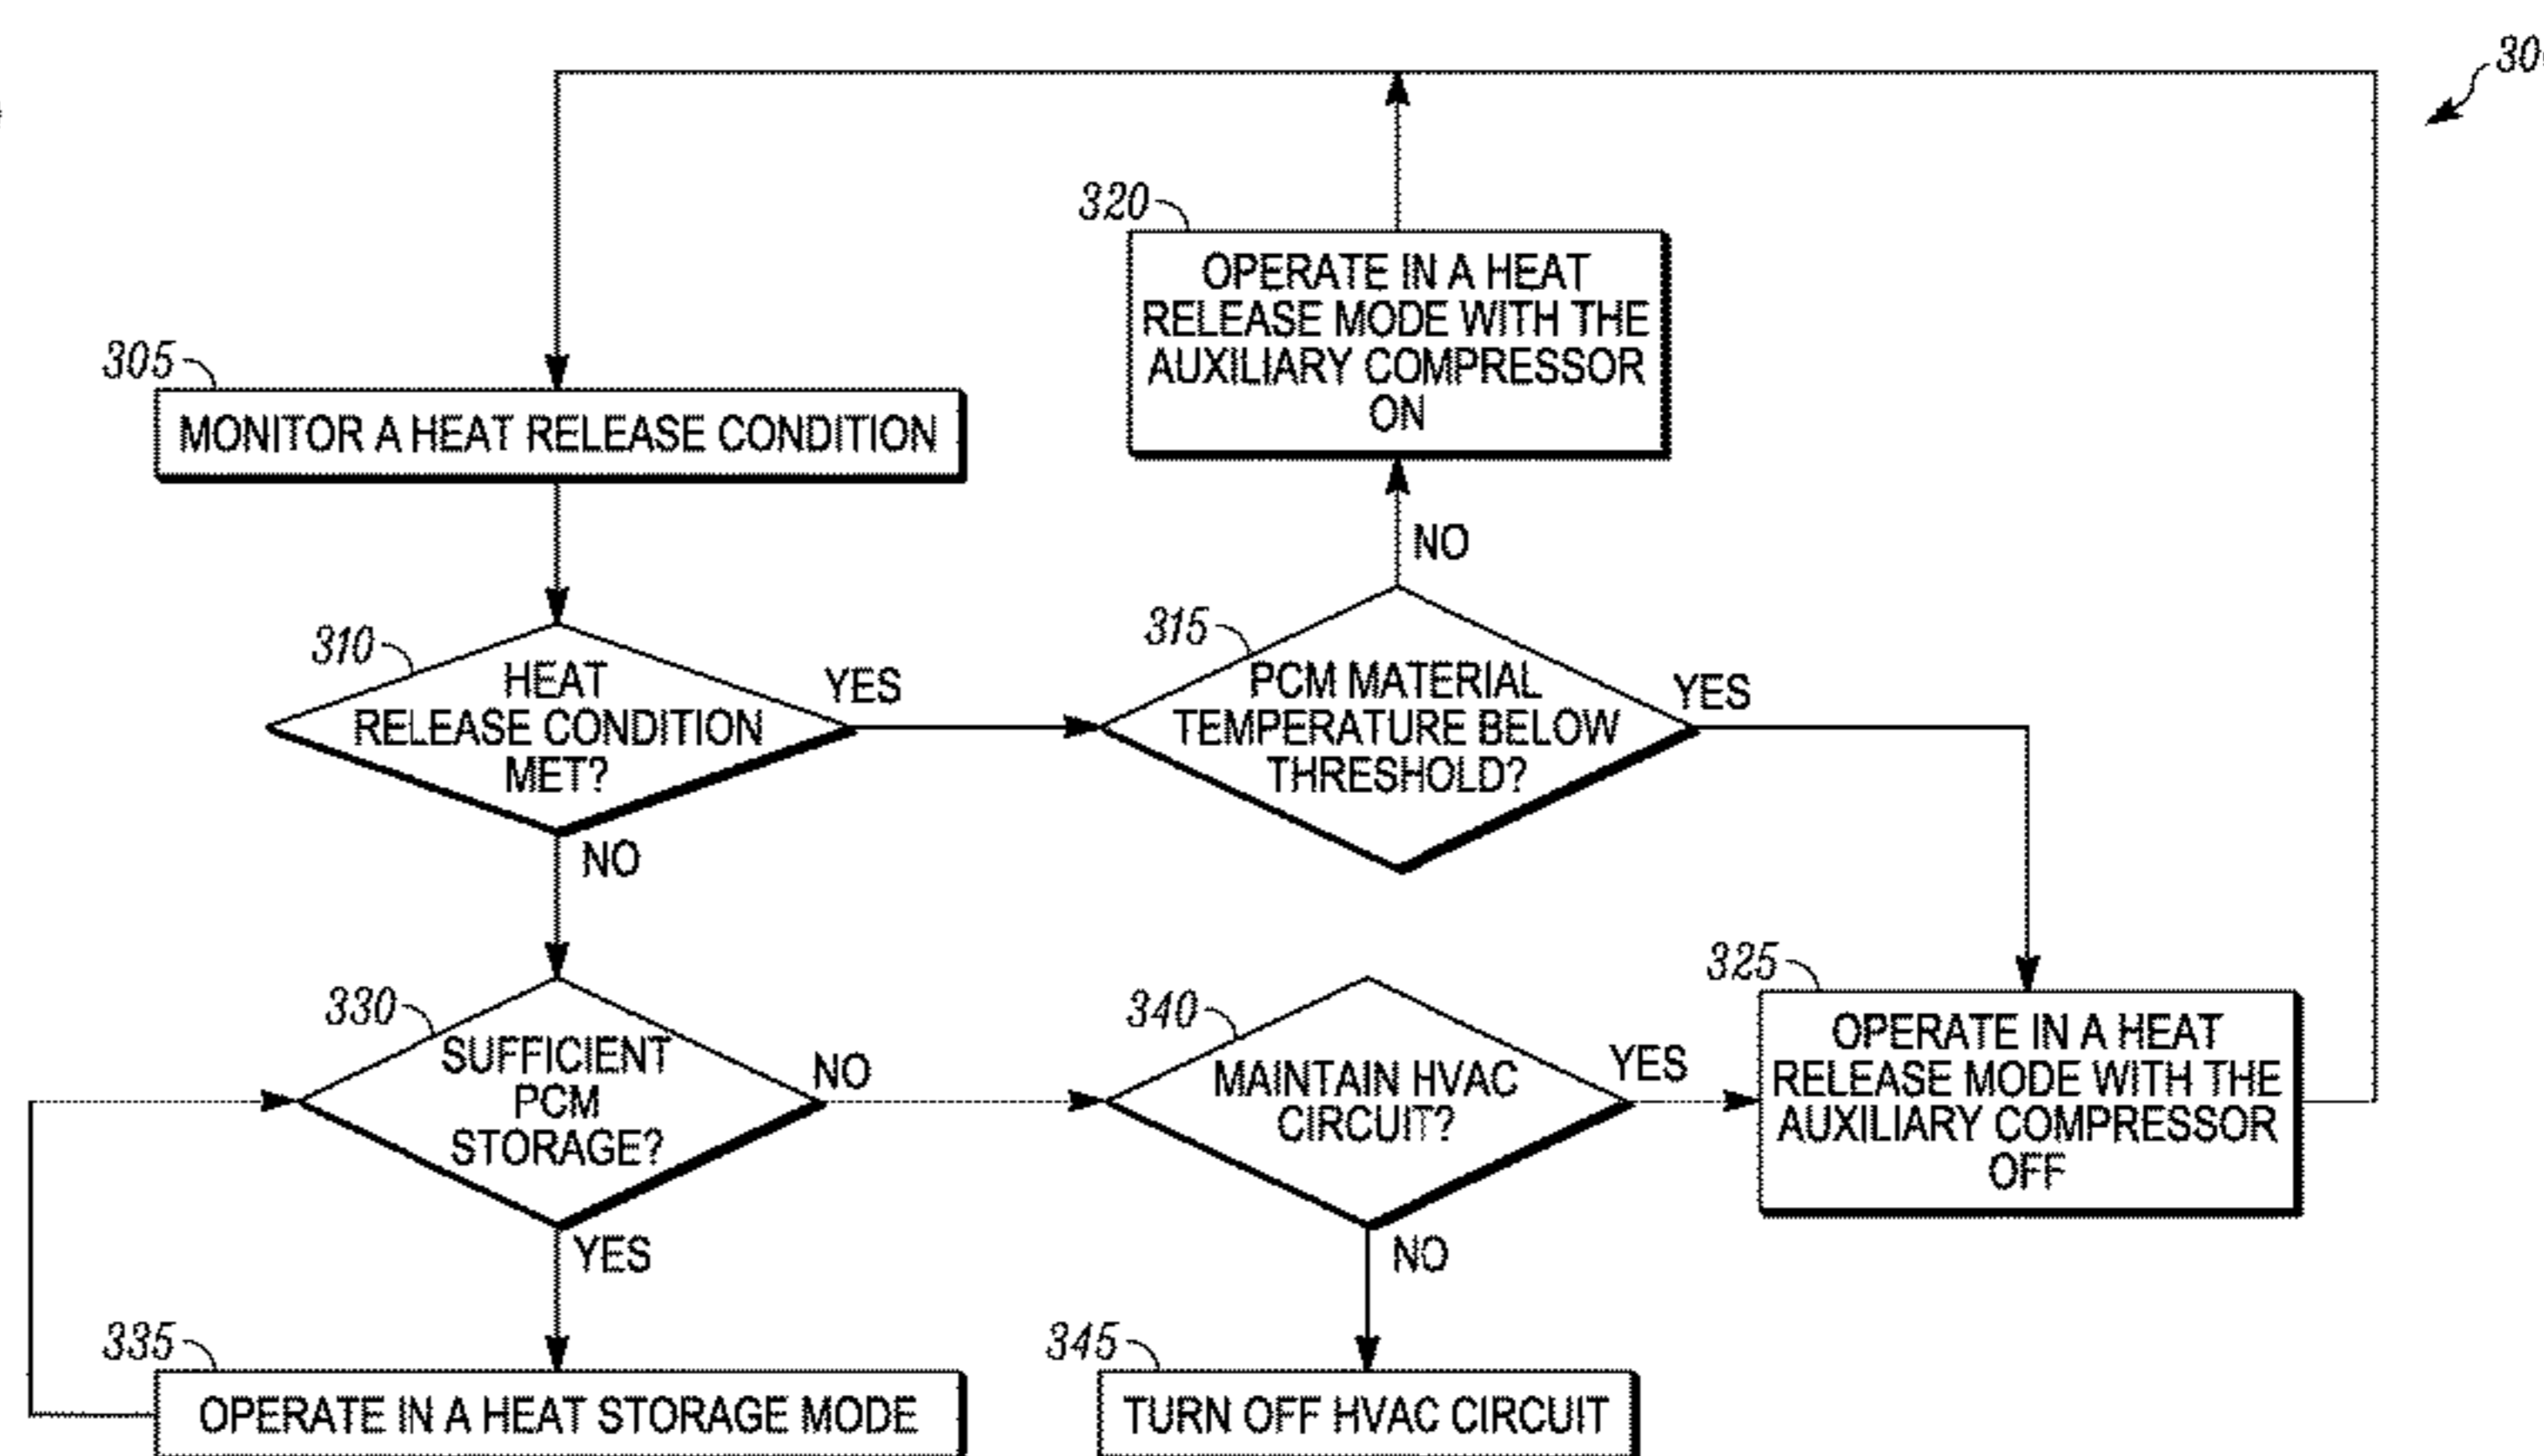 30
320
OPERATE IN A HEAT
RELEASE MODE WITH THE
AUXILIARY COMPRESSOR
ON
305
MONITOR A HEAT RELEASE CONDITION
NO
310
HEAT
RELEASE CONDITION
MET?
YES
315
PCM MATERIAL
TEMPERATURE BELOW
THRESHOLD?
YES
NO
330
SUFFICIENT
PCM
STORAGE?
NO
340
MAINTAIN HVAC
CIRCUIT?
YES
325
OPERATE IN A HEAT
RELEASE MODE WITH THE
AUXILIARY COMPRESSOR
OFF
YES
NO
335
OPERATE IN A HEAT STORAGE MODE
345
TURN OFF HVAC CIRCUIT